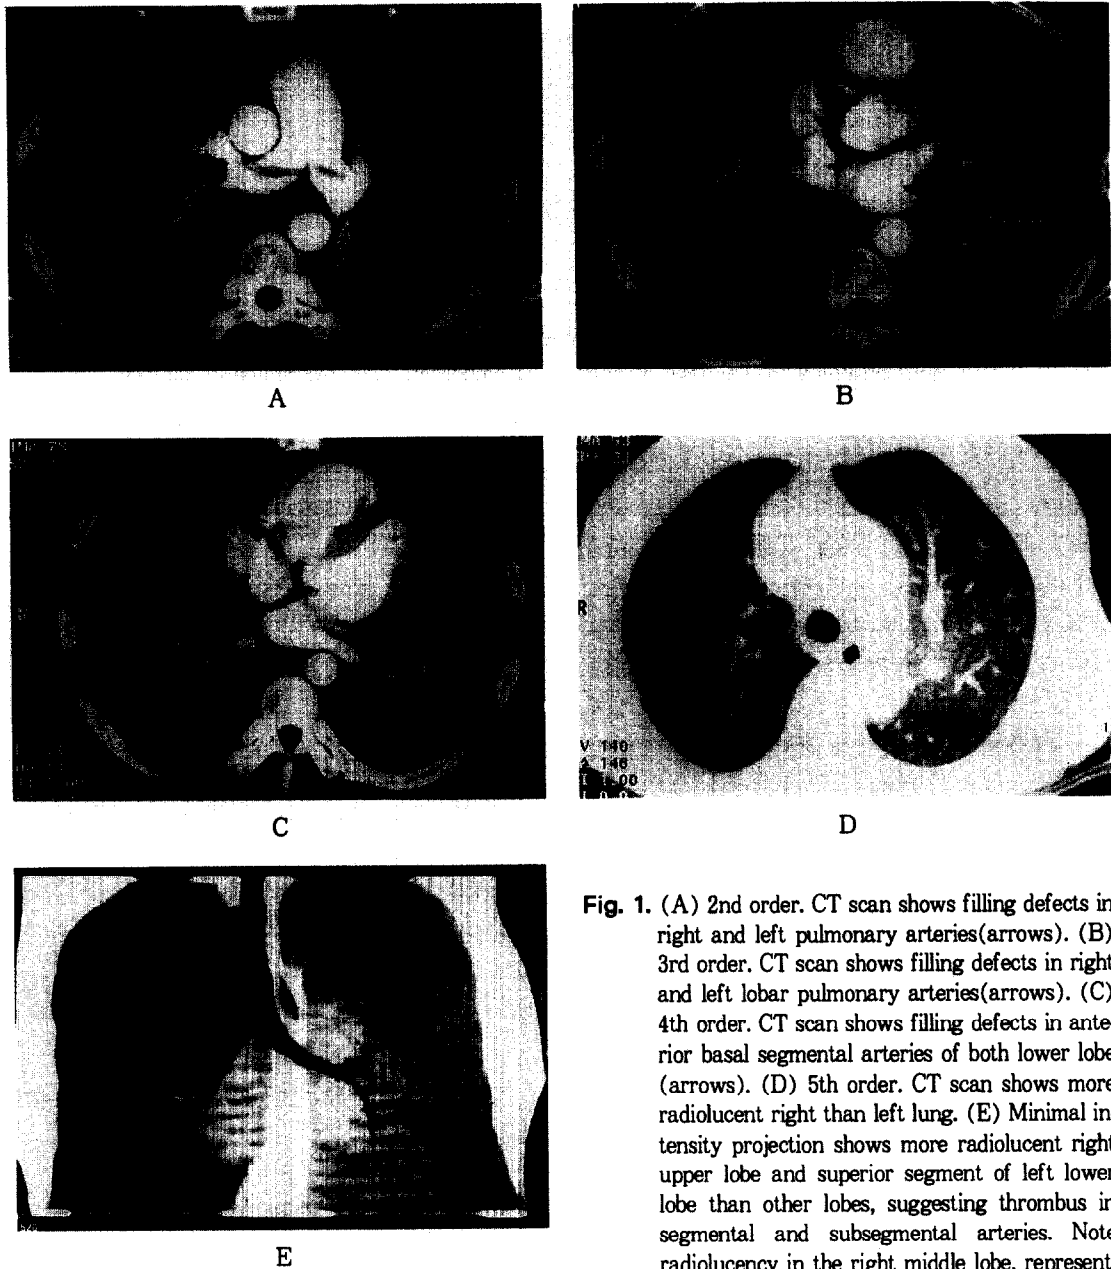 A
B
C
R
V 140
A 140
D
Fig. 1. (A) 2nd order. CT scan shows filling defects in
right and left pulmonary arteries(arrows). (B)
3rd order. CT scan shows filling defects in right
and left lobar pulmonary arteries(arrows). (C)
4th order. CT scan shows filling defects in ante-
rior basal segmental arteries of both lower lobe
(arrows). (D) 5th order. CT scan shows more
radiolucent right than left lung. (E) Minimal in-
tensity projection shows more radiolucent right
upper lobe and superior segment of left lower
lobe than other lobes, suggesting thrombus in
segmental and subsegmental arteries. Note
radiolucency in the right middle lobe, represent
E